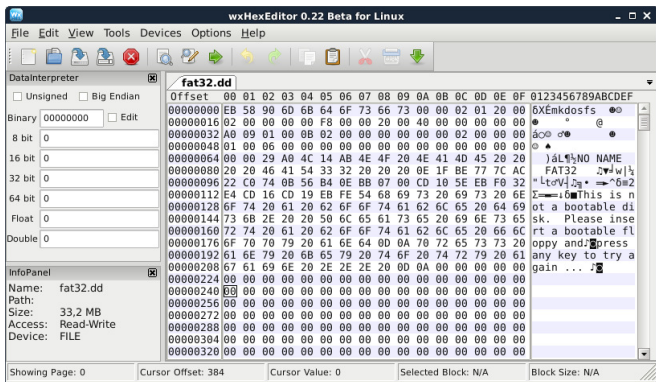 wxHexEditor 0.22 Beta for Linux
File Edit View Tools Devices Options Help
DataInterpreter
Unsigned Big Endian
Binary 00000000 Edit
8 bit 0
16 bit 0
32 bit 0
64 bit 0
Float 0
Double 0
InfoPanel
Name: fat32.dd
Path:
Size: 33,2 MB
Access: Read-Write
Device: FILE
fat32.dd
Offset 00 01 02 03 04 05 06 07 08 09 0A 0B 0C 0D 0E 0F 0123456789ABCDEF
00000000 EB 58 90 6D 6B 64 6F 73 66 73 00 00 02 01 20 00 δXÉmkdosfs ☻☺
00000016 02 00 00 00 00 F8 00 00 20 00 40 00 00 00 00 00 ☻ ° @
00000032 A0 09 01 00 0B 02 00 00 00 00 00 00 02 00 00 00 á○☺ ♂☻ ☻
00000048 01 00 06 00 00 00 00 00 00 00 00 00 00 00 00 00 ☺ ♠
00000064 00 00 29 A0 4C 14 AB 4E 4F 20 4E 41 4D 45 20 20 )áL¶½NO NAME
00000080 20 20 46 41 54 33 32 20 20 20 0E 1F BE 77 7C AC FAT32 ♫▼╛w|¼
00000096 22 C0 74 0B 56 B4 0E BB 07 00 CD 10 5E EB F0 32 "└t♂V┤♫╗• ═►^δ≡2
00000112 E4 CD 16 CD 19 EB FE 54 68 69 73 20 69 73 20 6E Σ═▬═↓δ■This is n
00000128 6F 74 20 61 20 62 6F 6F 74 61 62 6C 65 20 64 69 ot a bootable di
00000144 73 6B 2E 20 20 50 6C 65 61 73 65 20 69 6E 73 65 sk.  Please inse
00000160 72 74 20 61 20 62 6F 6F 74 61 62 6C 65 20 66 6C rt a bootable fl
00000176 6F 70 70 79 20 61 6E 64 0D 0A 70 72 65 73 73 20 oppy and♪◙press
00000192 61 6E 79 20 6B 65 79 20 74 6F 20 74 72 79 20 61 any key to try a
00000208 67 61 69 6E 20 2E 2E 2E 20 0D 0A 00 00 00 00 00 gain ... ♪◙
00000224 00 00 00 00 00 00 00 00 00 00 00 00 00 00 00 00
00000240 00 00 00 00 00 00 00 00 00 00 00 00 00 00 00 00
00000256 00 00 00 00 00 00 00 00 00 00 00 00 00 00 00 00
00000272 00 00 00 00 00 00 00 00 00 00 00 00 00 00 00 00
00000288 00 00 00 00 00 00 00 00 00 00 00 00 00 00 00 00
00000304 00 00 00 00 00 00 00 00 00 00 00 00 00 00 00 00
00000320 00 00 00 00 00 00 00 00 00 00 00 00 00 00 00 00
Showing Page: 0 Cursor Offset: 384 Cursor Value: 0 Selected Block: N/A Block Size: N/A